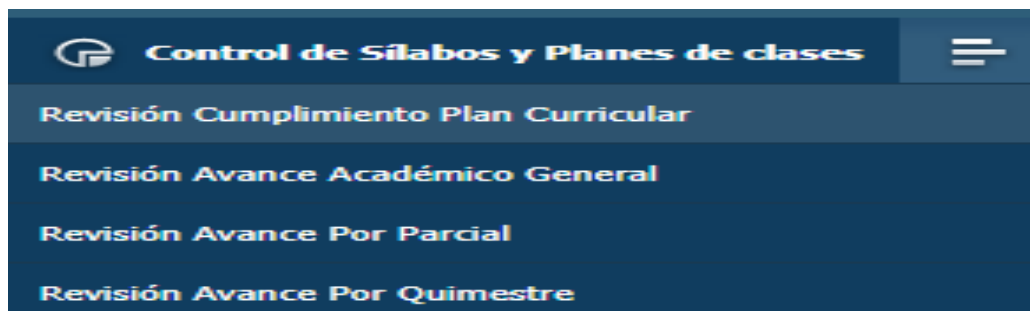 Control de Sílabos y Planes de clases
Revisión Cumplimiento Plan Curricular
Revisión Avance Académico General
Revisión Avance Por Parcial
Revisión Avance Por Quimestre